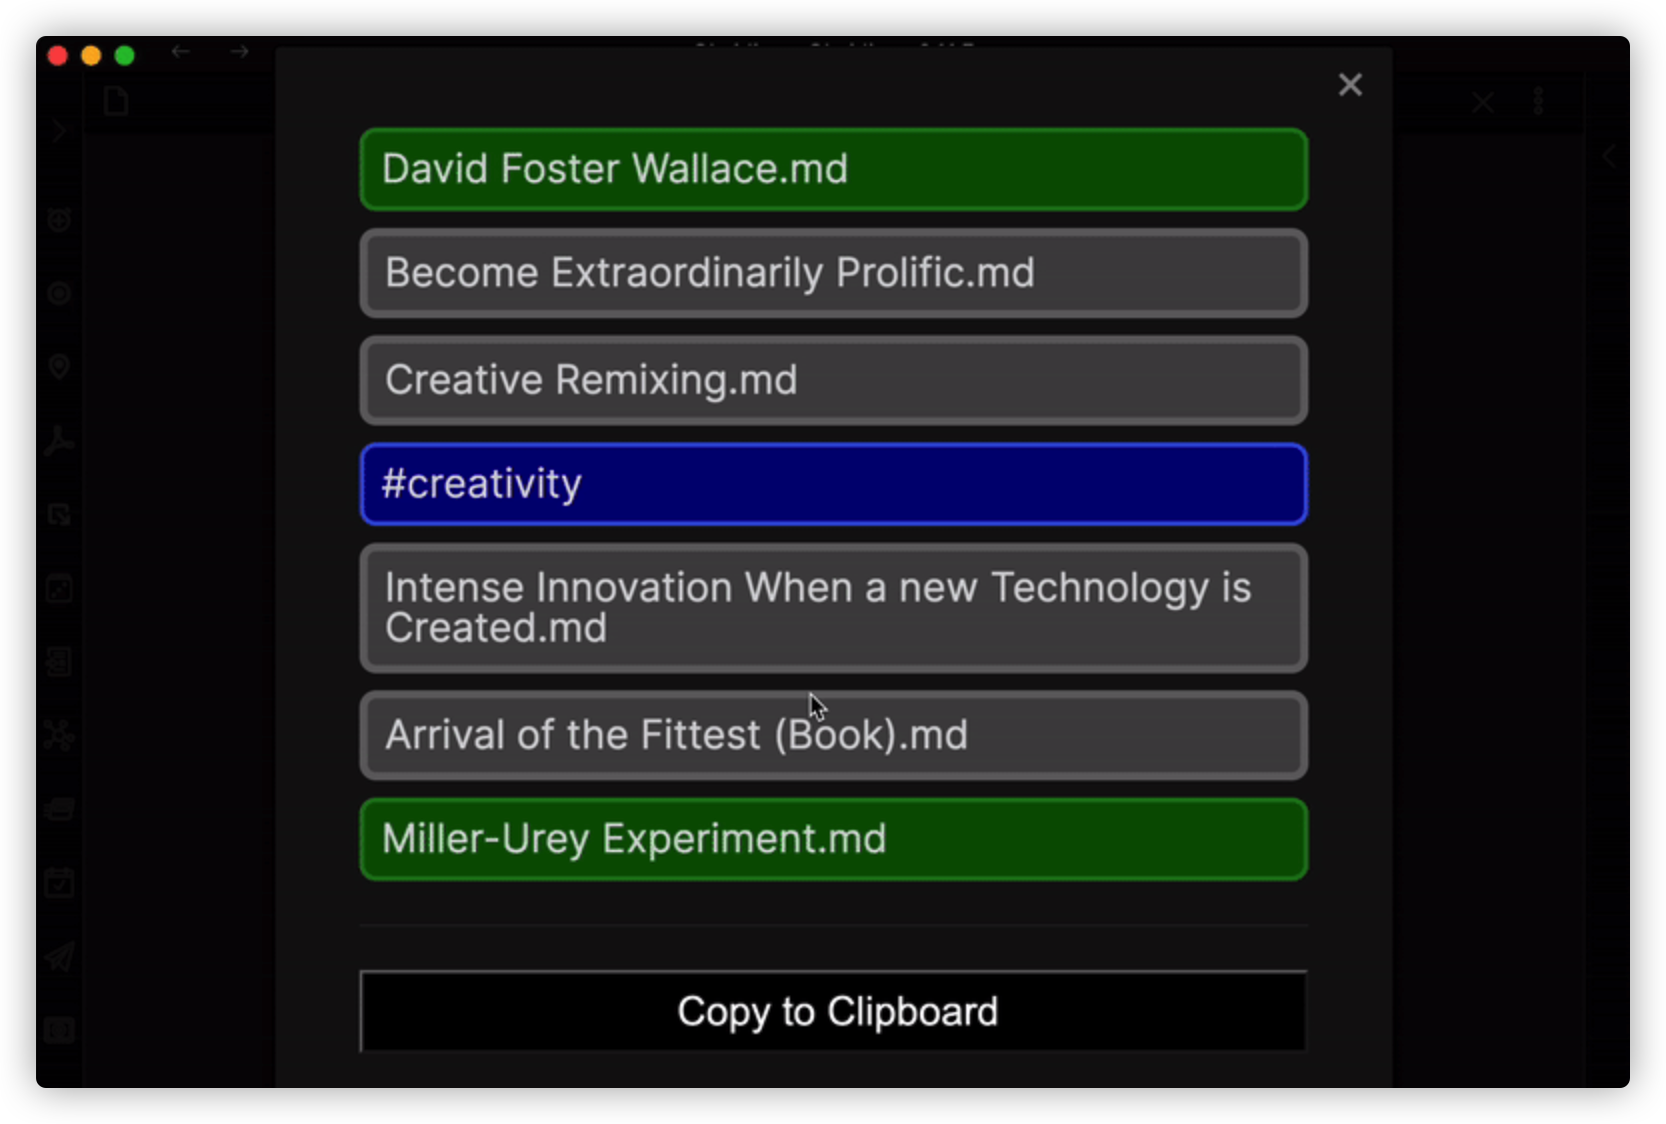 David Foster Wallace.md
Become Extraordinarily Prolific.md
Creative Remixing.md
#creativity
Intense Innovation When a new Technology is
Created.md
Arrival of the Fittest (Book).md
Miller-Urey Experiment.md
Copy to Clipboard